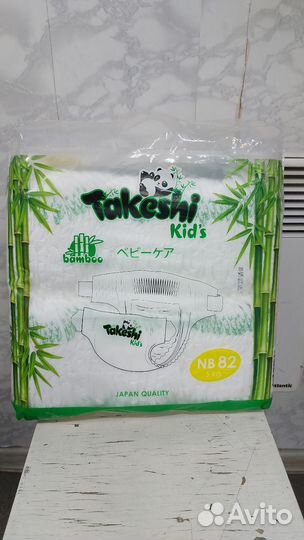 Takeshi
Kid's
bamboo
ベビーケア
Takeshi
Kid's
NB 82
JAPAN QUALITY
Avito